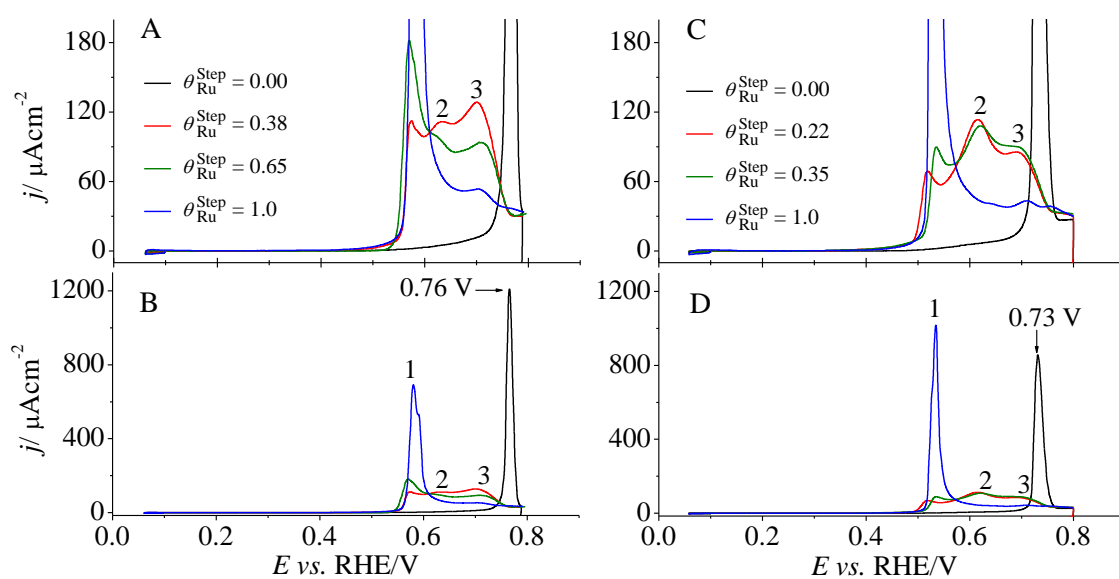 A
180
120
60
0
j/ μAcm⁻²
θ_Ru^Step = 0.00
θ_Ru^Step = 0.38
θ_Ru^Step = 0.65
θ_Ru^Step = 1.0
2
3
C
180
120
60
0
j/ μAcm⁻²
θ_Ru^Step = 0.00
θ_Ru^Step = 0.22
θ_Ru^Step = 0.35
θ_Ru^Step = 1.0
2
3
B
1200
800
400
0
j/ μAcm⁻²
0.76 V
1
2
3
0.0 0.2 0.4 0.6 0.8
E vs. RHE/V
D
1200
800
400
0
j/ μAcm⁻²
1
0.73 V
2
3
0.0 0.2 0.4 0.6 0.8
E vs. RHE/V